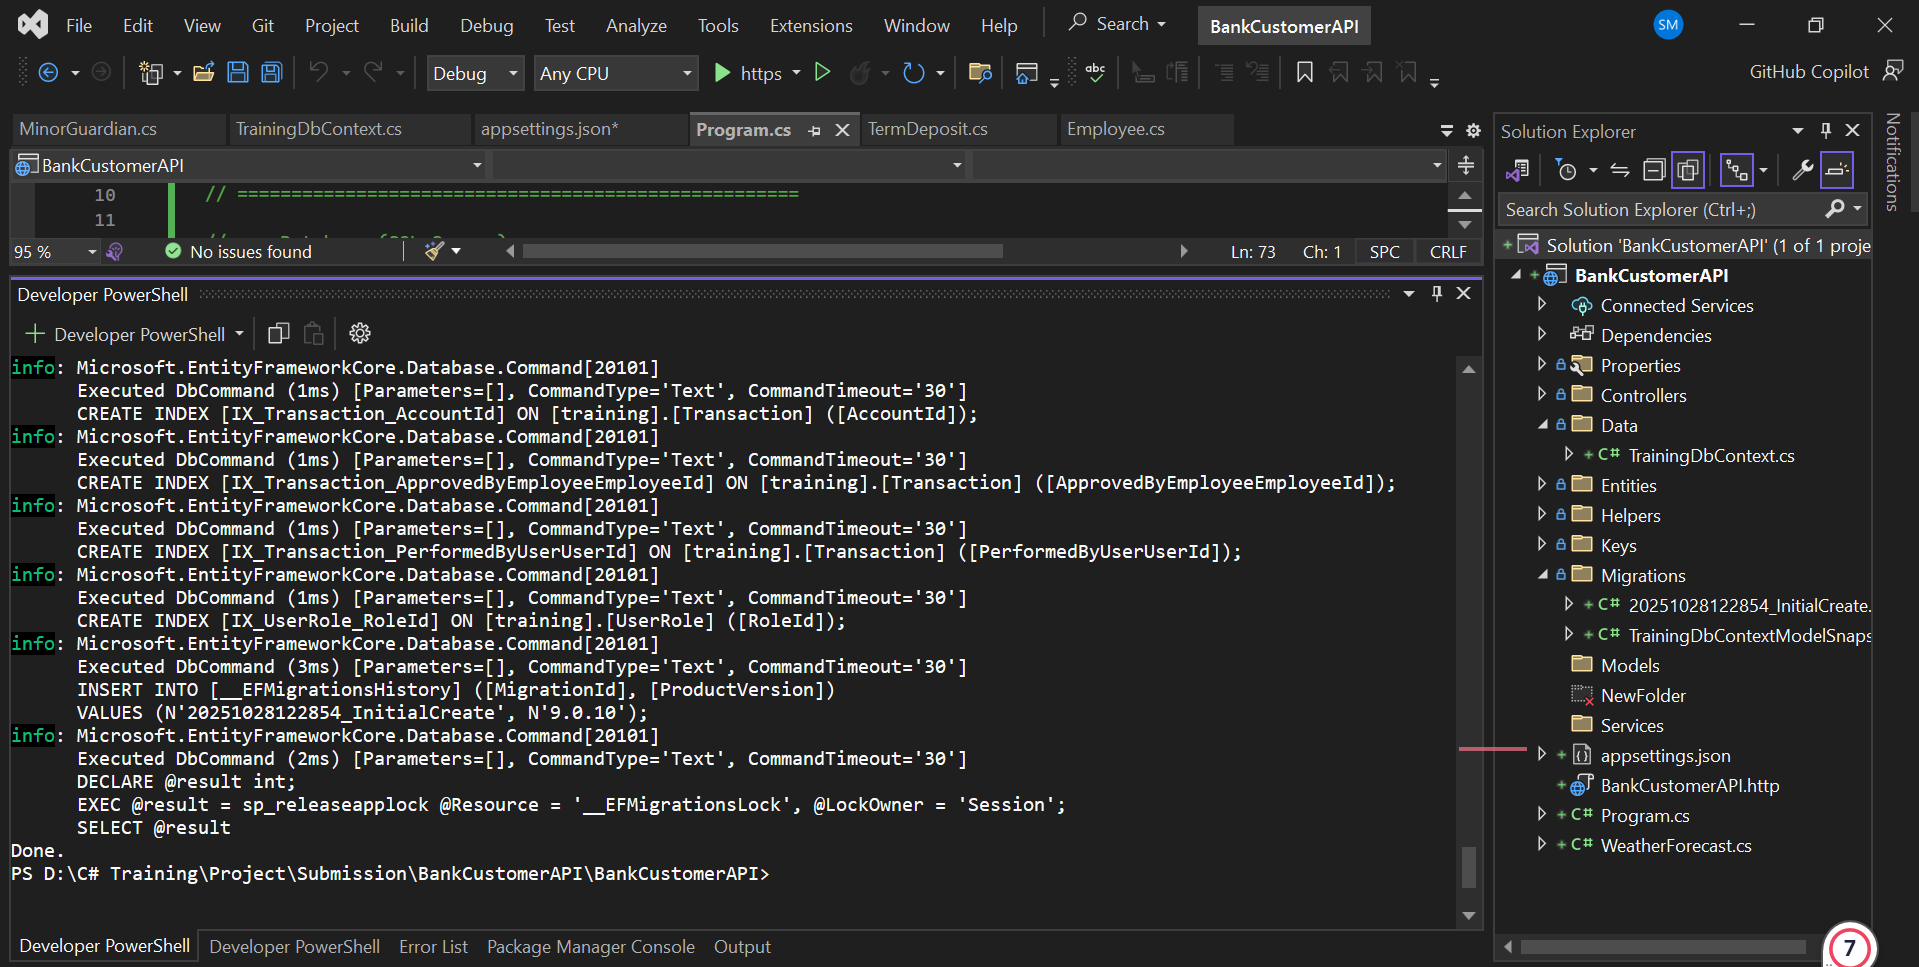 File Edit View Git Project Build Debug Test Analyze Tools Extensions Window Help Search BankCustomerAPI SM
Debug Any CPU https abc GitHub Copilot
MinorGuardian.cs TrainingDbContext.cs appsettings.json* Program.cs TermDeposit.cs Employee.cs
BankCustomerAPI
10 // ====================================================
11
95 % No issues found Ln: 73 Ch: 1 SPC CRLF
Developer PowerShell
Developer PowerShell
info: Microsoft.EntityFrameworkCore.Database.Command[20101]
Executed DbCommand (1ms) [Parameters=[], CommandType='Text', CommandTimeout='30']
CREATE INDEX [IX_Transaction_AccountId] ON [training].[Transaction] ([AccountId]);
info: Microsoft.EntityFrameworkCore.Database.Command[20101]
Executed DbCommand (1ms) [Parameters=[], CommandType='Text', CommandTimeout='30']
CREATE INDEX [IX_Transaction_ApprovedByEmployeeEmployeeId] ON [training].[Transaction] ([ApprovedByEmployeeEmployeeId]);
info: Microsoft.EntityFrameworkCore.Database.Command[20101]
Executed DbCommand (1ms) [Parameters=[], CommandType='Text', CommandTimeout='30']
CREATE INDEX [IX_Transaction_PerformedByUserUserId] ON [training].[Transaction] ([PerformedByUserUserId]);
info: Microsoft.EntityFrameworkCore.Database.Command[20101]
Executed DbCommand (1ms) [Parameters=[], CommandType='Text', CommandTimeout='30']
CREATE INDEX [IX_UserRole_RoleId] ON [training].[UserRole] ([RoleId]);
info: Microsoft.EntityFrameworkCore.Database.Command[20101]
Executed DbCommand (3ms) [Parameters=[], CommandType='Text', CommandTimeout='30']
INSERT INTO [__EFMigrationsHistory] ([MigrationId], [ProductVersion])
VALUES (N'20251028122854_InitialCreate', N'9.0.10');
info: Microsoft.EntityFrameworkCore.Database.Command[20101]
Executed DbCommand (2ms) [Parameters=[], CommandType='Text', CommandTimeout='30']
DECLARE @result int;
EXEC @result = sp_releaseapplock @Resource = '__EFMigrationsLock', @LockOwner = 'Session';
SELECT @result
Done.
PS D:\C# Training\Project\Submission\BankCustomerAPI\BankCustomerAPI>
Developer PowerShell Developer PowerShell Error List Package Manager Console Output
Solution Explorer
Search Solution Explorer (Ctrl+;)
Solution 'BankCustomerAPI' (1 of 1 proje
BankCustomerAPI
Connected Services
Dependencies
Properties
Controllers
Data
C# TrainingDbContext.cs
Entities
Helpers
Keys
Migrations
C# 20251028122854_InitialCreate.
C# TrainingDbContextModelSnaps
Models
NewFolder
Services
appsettings.json
BankCustomerAPI.http
C# Program.cs
C# WeatherForecast.cs
7
Notifications